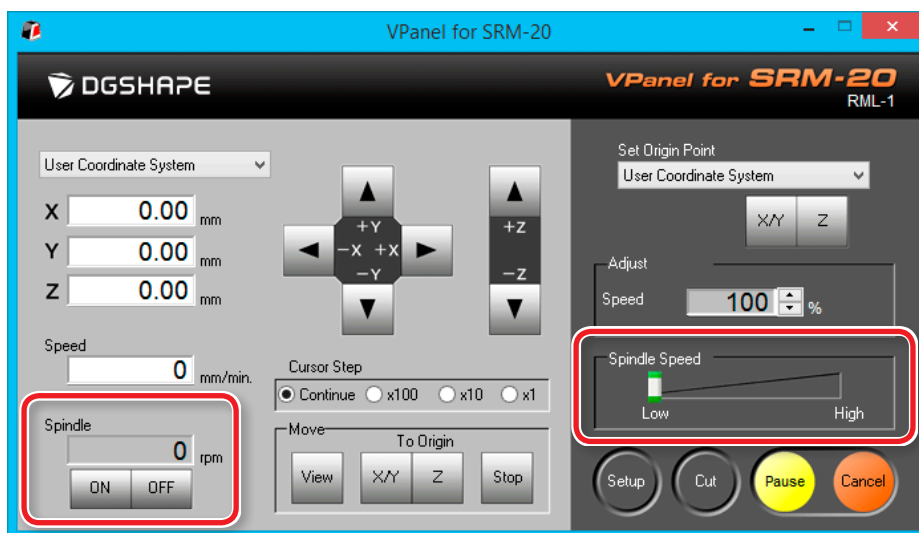 VPanel for SRM-20
DGSHAPE
VPanel for SRM-20
RML-1
User Coordinate System
X 0.00 mm
Y 0.00 mm
Z 0.00 mm
Speed
0 mm/min.
Spindle
0 rpm
ON OFF
+Y
-X +X
-Y
+Z
-Z
Cursor Step
Continue x100 x10 x1
Move
To Origin
View X/Y Z Stop
Set Origin Point
User Coordinate System
X/Y Z
Adjust
Speed 100 %
Spindle Speed
Low High
Setup Cut Pause Cancel